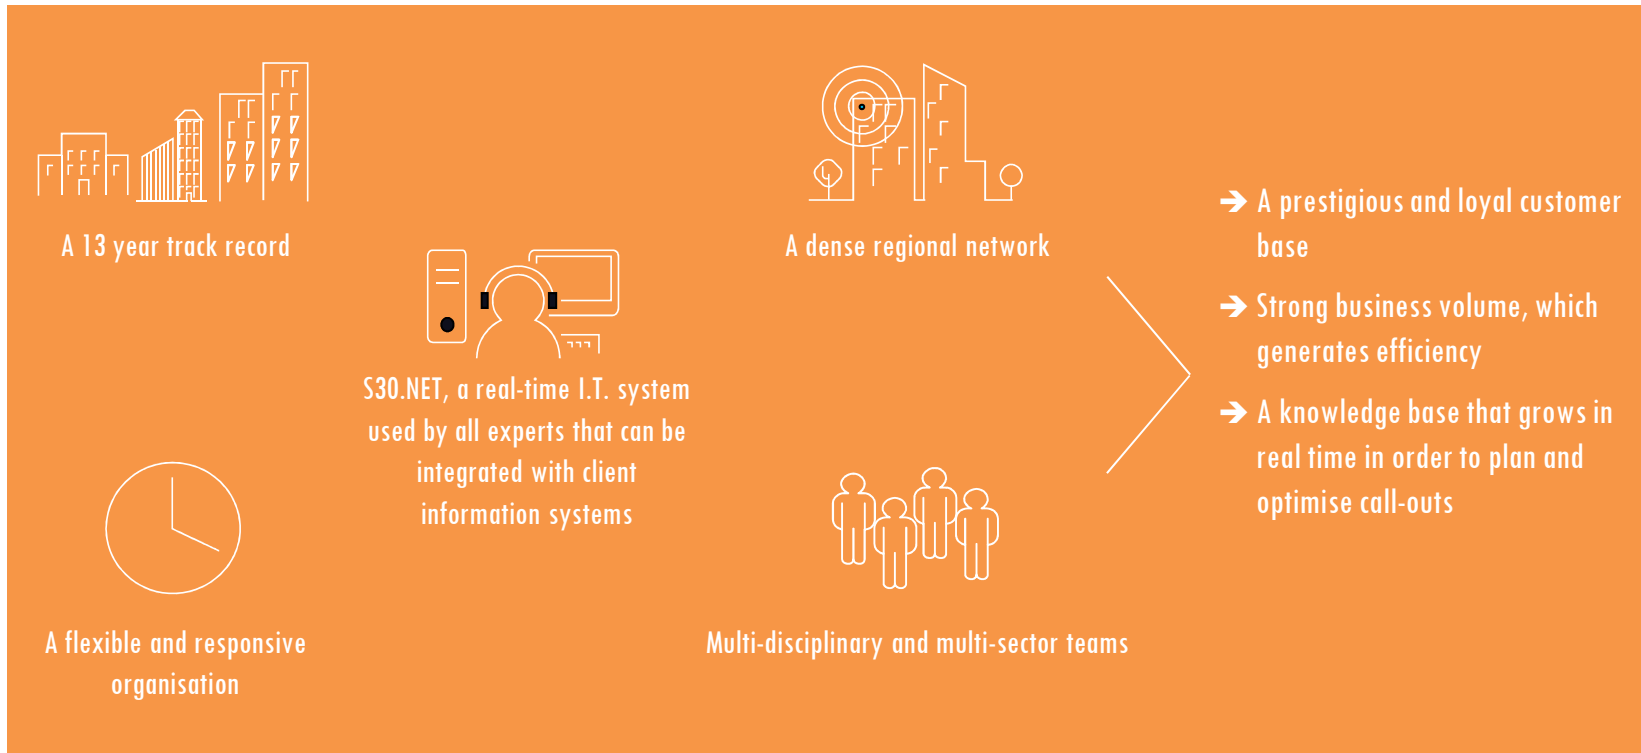 A 13 year track record
S30.NET, a real-time I.T. system
used by all experts that can be
integrated with client
information systems
A flexible and responsive
organisation
A dense regional network
Multi-disciplinary and multi-sector teams
➔ A prestigious and loyal customer
base
➔ Strong business volume, which
generates efficiency
➔ A knowledge base that grows in
real time in order to plan and
optimise call-outs